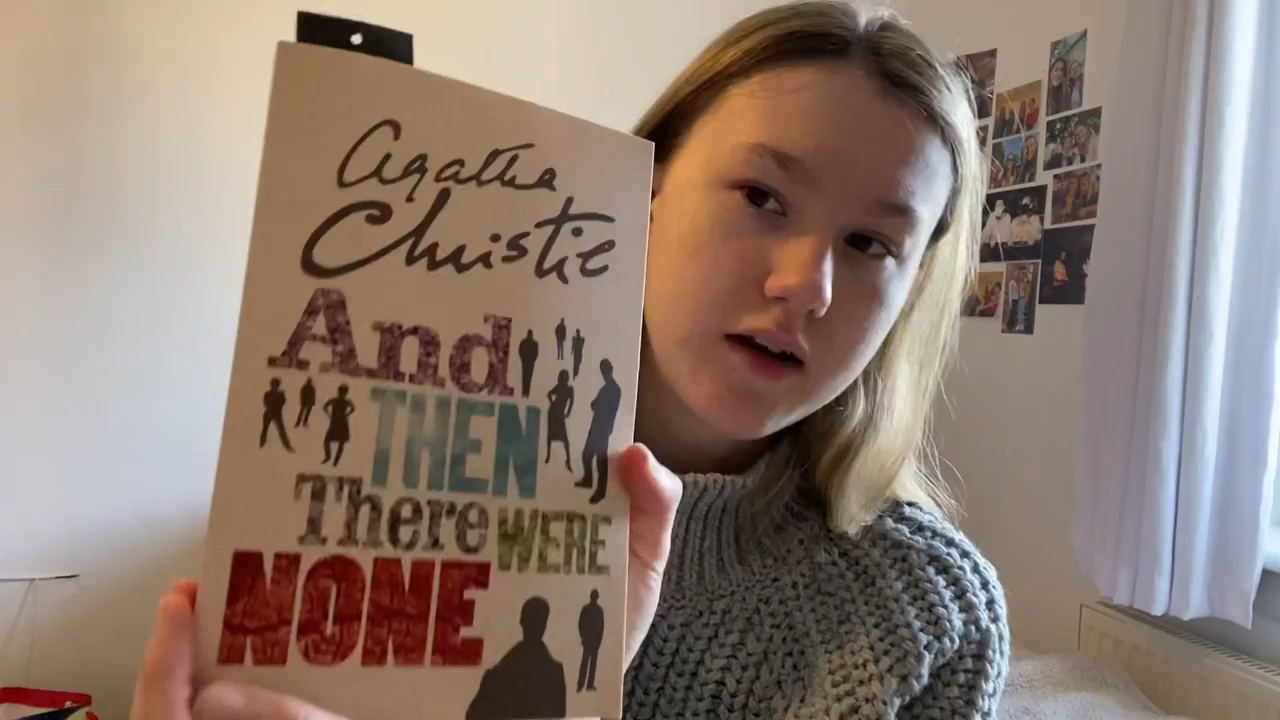 Agatha
Christie
And
THEN
There WERE
NONE